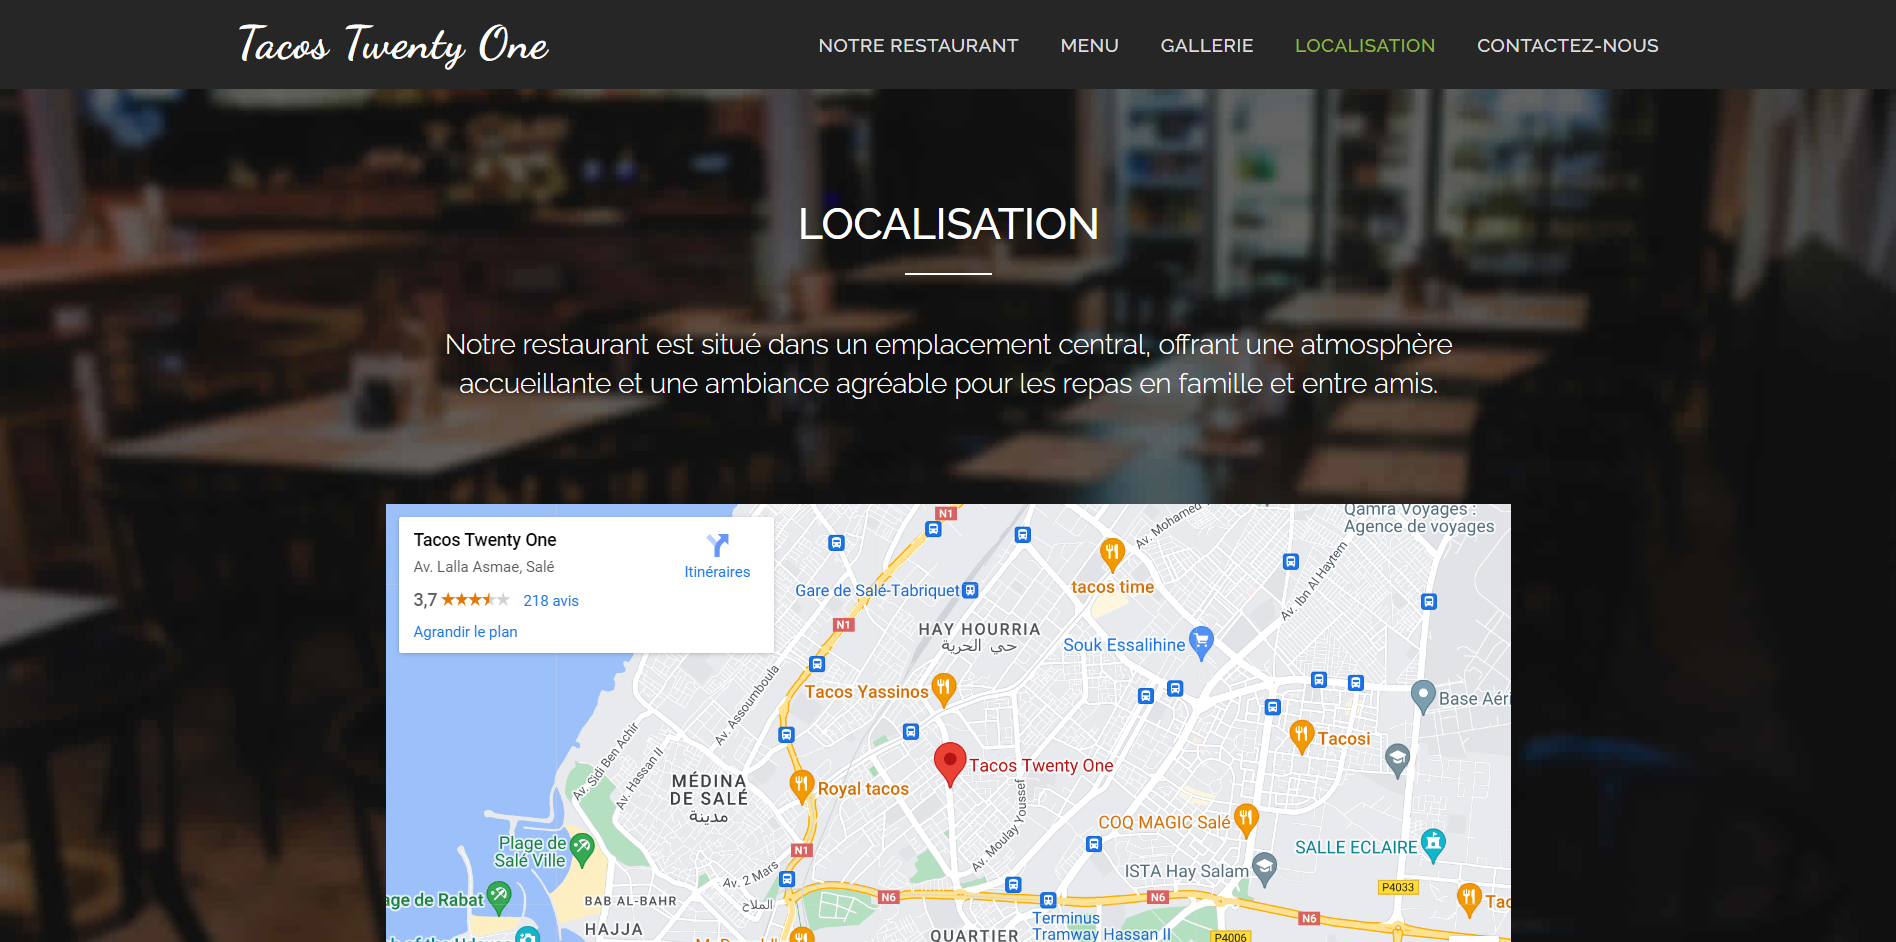 Tacos Twenty One
NOTRE RESTAURANT
MENU
GALLERIE
LOCALISATION
CONTACTEZ-NOUS
LOCALISATION
Notre restaurant est situé dans un emplacement central, offrant une atmosphère
accueillante et une ambiance agréable pour les repas en famille et entre amis.
Tacos Twenty One
Av. Lalla Asmae, Salé
3,7
218 avis
Agrandir le plan
Itinéraires
N1
Av. Mohamed
Qamra Voyages :
Agence de voyages
tacos time
Gare de Salé-Tabriquet
Av. Ibn Al Haytem
N1
HAY HOURRIA
حي الحرية
Souk Essalihine
Av. Assoumboula
Tacos Yassinos
Base Aéri
Av. Sidi Ben Achir
Av. Hassan II
Tacosi
Tacos Twenty One
MÉDINA
DE SALÉ
مدينة
Royal tacos
Av. Moulay Youssef
COQ MAGIC Salé
Plage de
Salé Ville
N1
SALLE ECLAIRE
Av. 2 Mars
ISTA Hay Salam
P4033
age de Rabat
BAB AL-BAHR
الملاح
N6
N6
Tac
HAJJA
N6
Terminus
Tramway Hassan II
QUARTIER
P4006